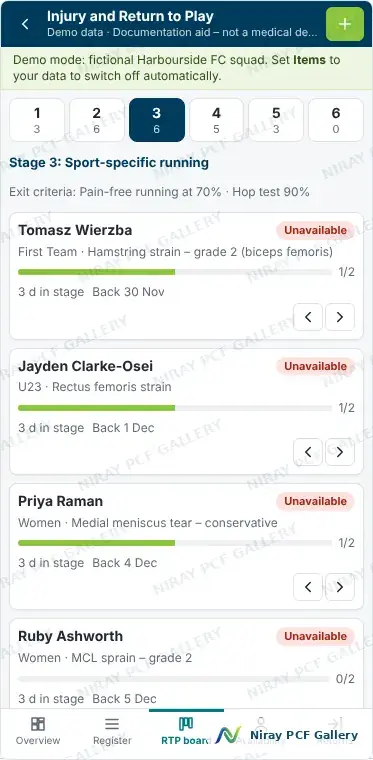 Injury and Return to Play
Demo data · Documentation aid – not a medical de...
Demo mode: fictional Harbourside FC squad. Set Items to
your data to switch off automatically.
1 2 3 4 5 6
3 6 6 5 3 0
Stage 3: Sport-specific running
Exit criteria: Pain-free running at 70% · Hop test 90%
Tomasz Wierzba Unavailable
First Team · Hamstring strain – grade 2 (biceps femoris)
1/2
3 d in stage Back 30 Nov
Jayden Clarke-Osei Unavailable
U23 · Rectus femoris strain
1/2
3 d in stage Back 1 Dec
Priya Raman Unavailable
Women · Medial meniscus tear – conservative
1/2
3 d in stage Back 4 Dec
Ruby Ashworth Unavailable
Women · MCL sprain – grade 2
0/2
3 d in stage Back 5 Dec
Overview Register RTP board
Niray PCF Gallery
NIRAY PCF GALLERY